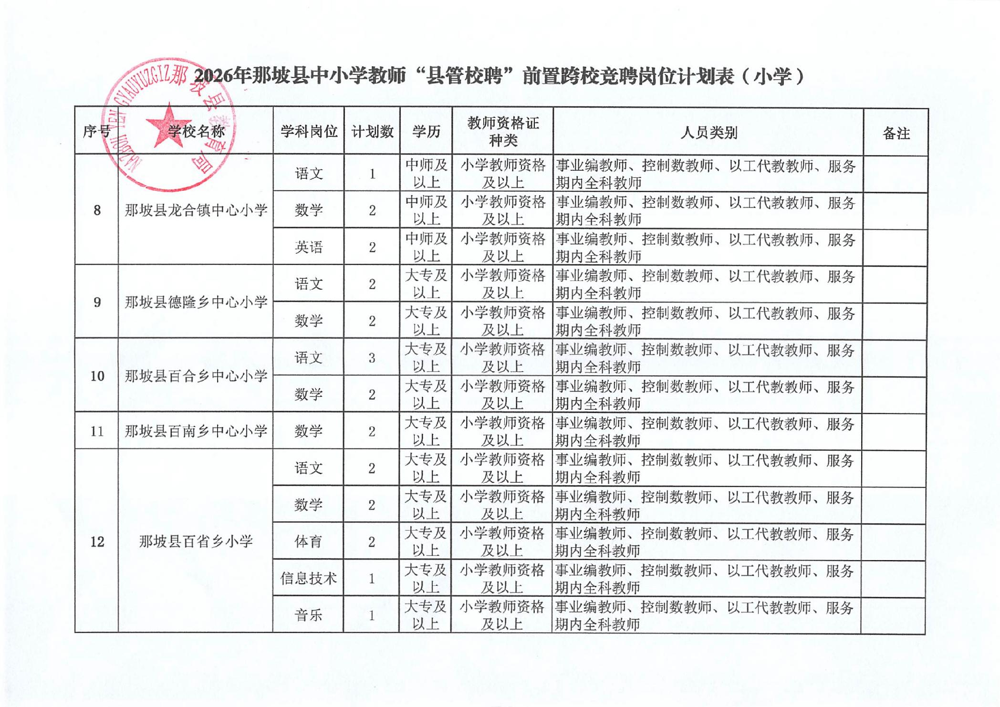 2026年那坡县中小学教师“县管校聘”前置跨校竞聘岗位计划表（小学）
NAZBOH YEN GYAUYUZGIZ那坡县教育局
序号 学校名称 学科岗位 计划数 学历 教师资格证种类 人员类别 备注
8 那坡县龙合镇中心小学 语文 1 中师及以上 小学教师资格及以上 事业编教师、控制数教师、以工代教教师、服务期内全科教师
数学 2 中师及以上 小学教师资格及以上 事业编教师、控制数教师、以工代教教师、服务期内全科教师
英语 2 中师及以上 小学教师资格及以上 事业编教师、控制数教师、以工代教教师、服务期内全科教师
9 那坡县德隆乡中心小学 语文 2 大专及以上 小学教师资格及以上 事业编教师、控制数教师、以工代教教师、服务期内全科教师
数学 2 大专及以上 小学教师资格及以上 事业编教师、控制数教师、以工代教教师、服务期内全科教师
10 那坡县百合乡中心小学 语文 3 大专及以上 小学教师资格及以上 事业编教师、控制数教师、以工代教教师、服务期内全科教师
数学 2 大专及以上 小学教师资格及以上 事业编教师、控制数教师、以工代教教师、服务期内全科教师
11 那坡县百南乡中心小学 数学 2 大专及以上 小学教师资格及以上 事业编教师、控制数教师、以工代教教师、服务期内全科教师
12 那坡县百省乡小学 语文 2 大专及以上 小学教师资格及以上 事业编教师、控制数教师、以工代教教师、服务期内全科教师
数学 2 大专及以上 小学教师资格及以上 事业编教师、控制数教师、以工代教教师、服务期内全科教师
体育 2 大专及以上 小学教师资格及以上 事业编教师、控制数教师、以工代教教师、服务期内全科教师
信息技术 1 大专及以上 小学教师资格及以上 事业编教师、控制数教师、以工代教教师、服务期内全科教师
音乐 1 大专及以上 小学教师资格及以上 事业编教师、控制数教师、以工代教教师、服务期内全科教师